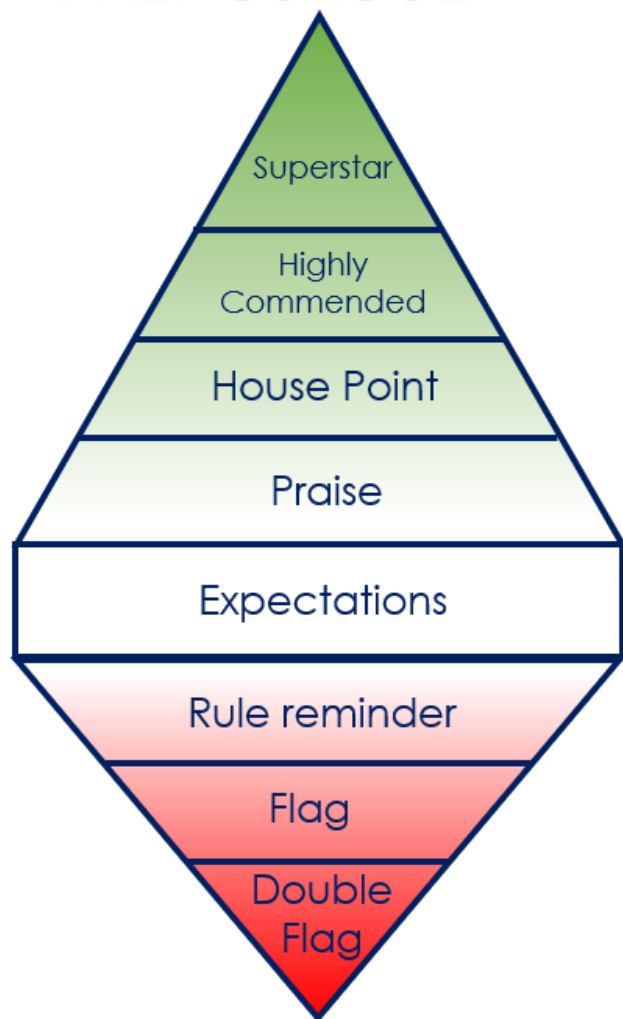 Superstar
Highly
Commended
House Point
Praise
Expectations
Rule reminder
Flag
Double
Flag